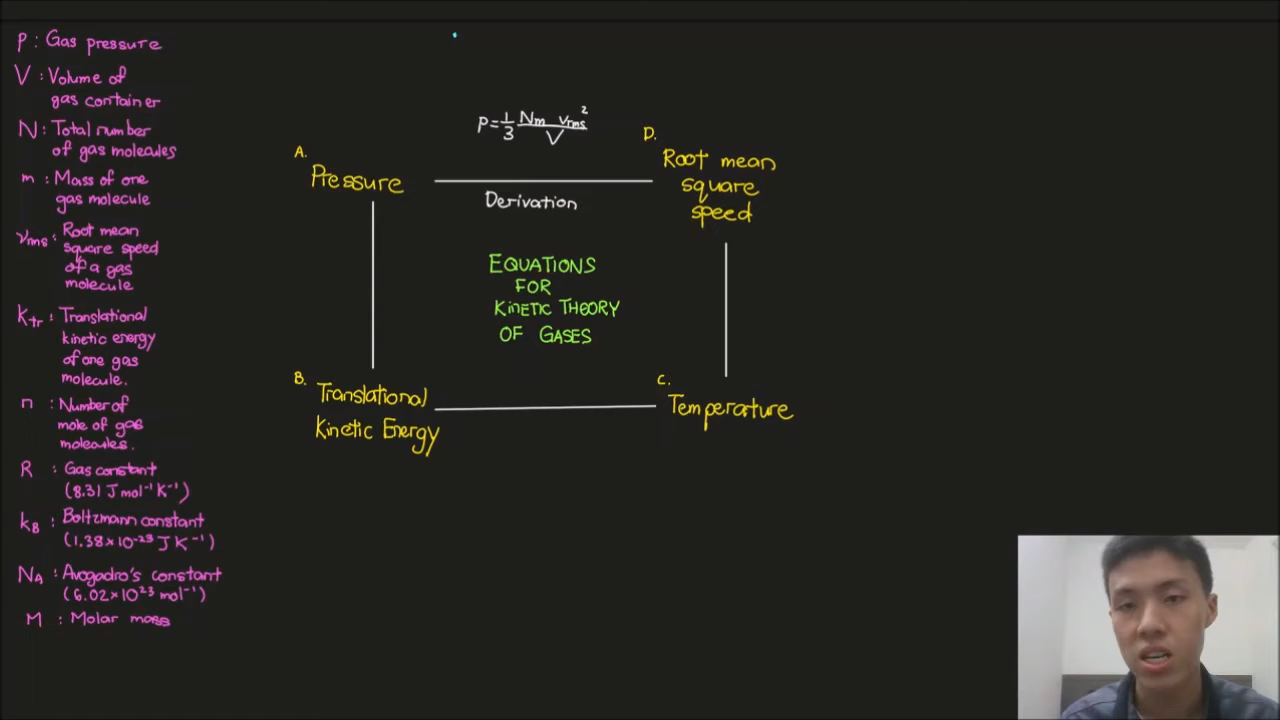 P : Gas pressure
V : Volume of
gas container
N : Total number
of gas molecules
m : Mass of one
gas molecule
Vrms : Root mean
square speed
of a gas
molecule
Ktr : Translational
kinetic energy
of one gas
molecule.
n : Number of
mole of gas
molecules.
R : Gas constant
(8.31 J mol⁻¹ K⁻¹)
kB : Boltzmann constant
(1.38×10⁻²³ J K⁻¹)
NA : Avogadro's constant
(6.02×10²³ mol⁻¹)
M : Molar mass
P = 1/3 Nm vrms² / V
A.
Pressure
Derivation
D.
Root mean
square
speed
EQUATIONS
FOR
KINETIC THEORY
OF GASES
B.
Translational
Kinetic Energy
C.
Temperature